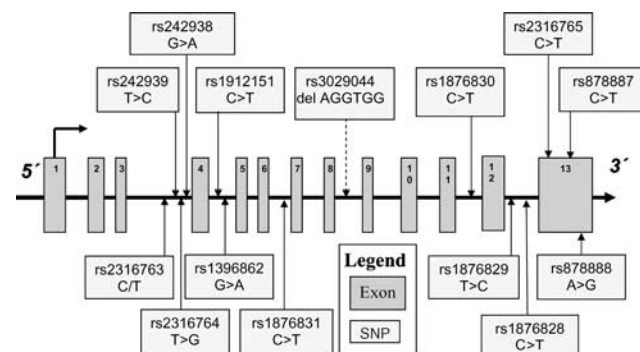 rs242938
G>A
rs2316765
C>T
rs242939
T>C
rs1912151
C>T
rs3029044
del AGGTGG
rs1876830
C>T
rs878887
C>T
5´
1
2
3
4
5
6
7
8
9
10
11
12
13
3´
rs2316763
C/T
rs1396862
G>A
rs1876829
T>C
rs878888
A>G
rs2316764
T>G
rs1876831
C>T
rs1876828
C>T
Legend
Exon
SNP